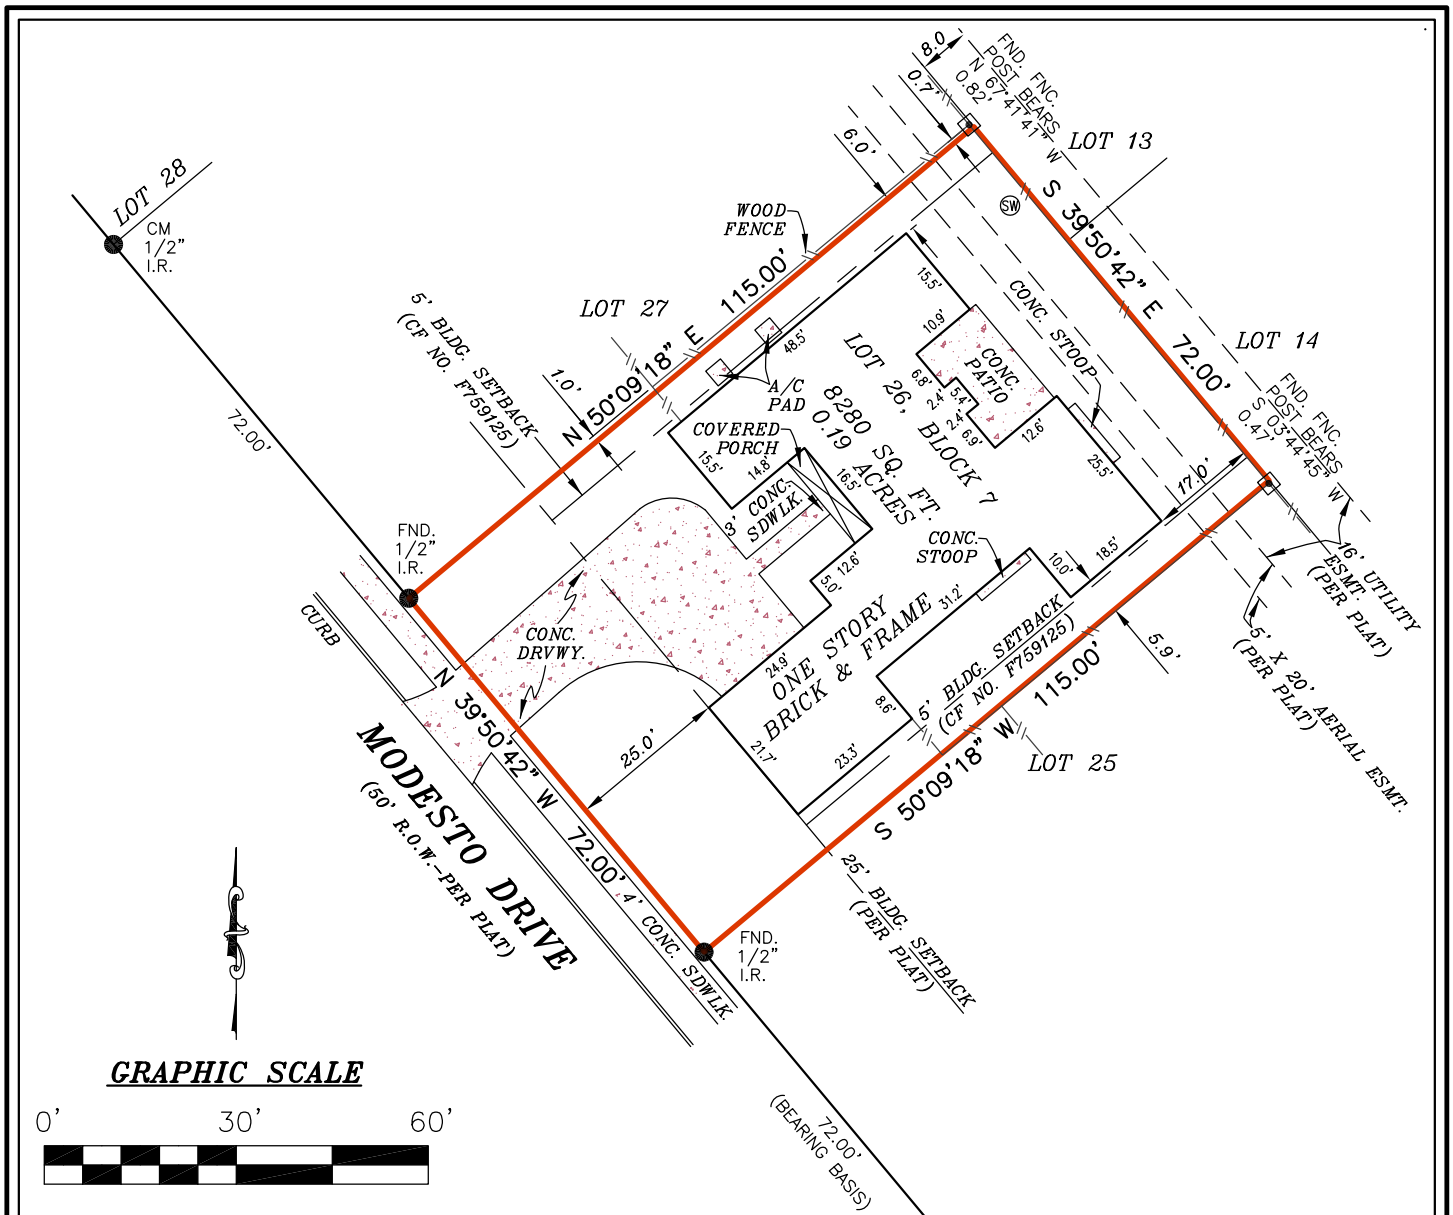 8.0
0.7'
FND. FNC.
POST BEARS
N 67°41'41" W
0.82'
LOT 13
6.0'
SW
LOT 28
CM
1/2"
I.R.
WOOD
FENCE
S 39°50'42" E 72.00'
LOT 27
N 50°09'18" E 115.00'
5' BLDG. SETBACK
(CF NO. F759125)
1.0'
15.5'
10.9'
CONC. STOOP
LOT 14
48.5'
CONC.
PATIO
A/C
PAD
6.8'
2.4'
5.4'
2.4'
6.9'
12.6'
25.5'
LOT 26, BLOCK 7
8280 SQ. FT.
0.19 ACRES
COVERED
PORCH
15.5'
14.8'
16.5'
3' CONC.
SDWLK.
72.00'
FND. FNC.
POST BEARS
S 03°44'45" W
0.47'
17.0'
FND.
1/2"
I.R.
CONC.
STOOP
10.0'
18.5'
16' UTILITY
ESMT.
(PER PLAT)
12.6'
5.0'
31.2'
CURB
CONC.
DRVWY.
24.9'
ONE STORY
BRICK & FRAME
5' BLDG. SETBACK
(CF NO. F759125)
5.9'
5' X 20' AERIAL ESMT.
(PER PLAT)
8.6'
25.0'
21.7'
23.3'
N 39°50'42" W 72.00'
S 50°09'18" W 115.00'
LOT 25
MODESTO DRIVE
(50' R.O.W.-PER PLAT)
4' CONC. SDWLK.
25' BLDG. SETBACK
(PER PLAT)
FND.
1/2"
I.R.
GRAPHIC SCALE
0' 30' 60'
72.00'
(BEARING BASIS)